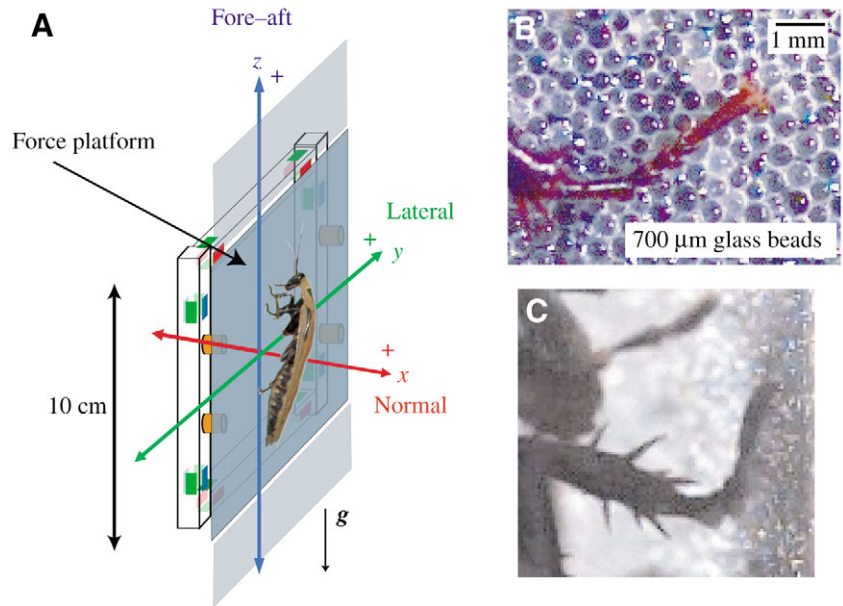 A
Fore–aft
z
+
Force platform
Lateral
+
y
+
x
Normal
10 cm
g
B
1 mm
700 μm glass beads
C